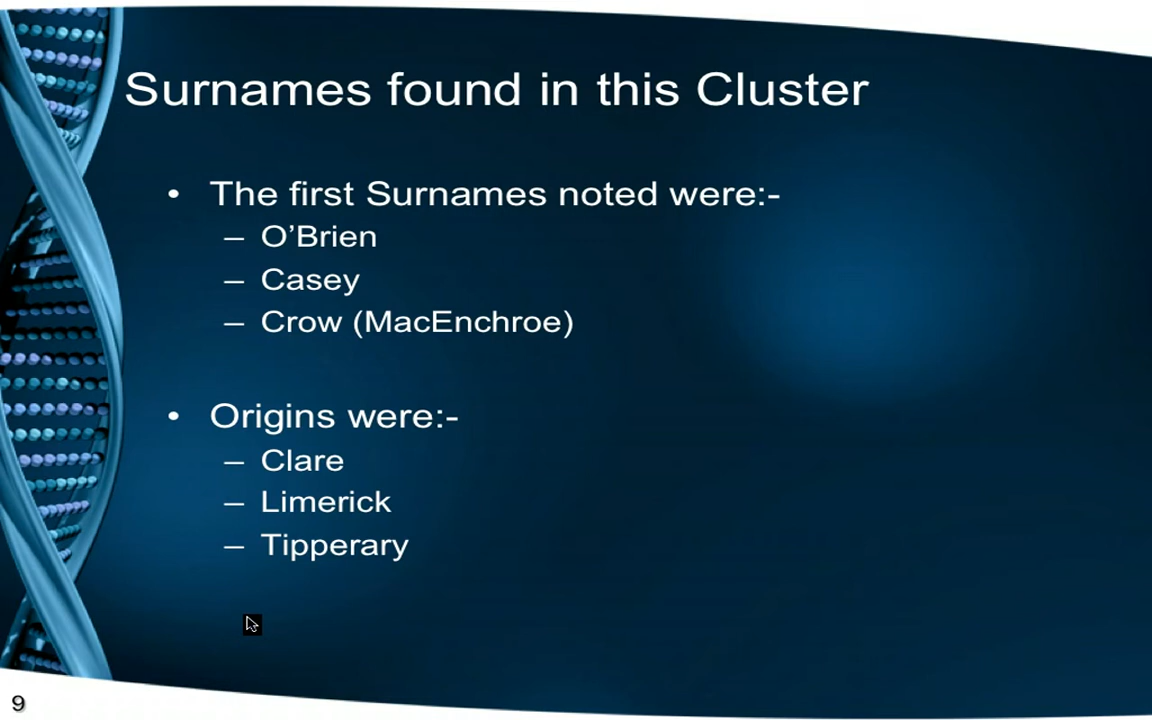 Surnames found in this Cluster
• The first Surnames noted were:-
– O’Brien
– Casey
– Crow (MacEnchroe)
• Origins were:-
– Clare
– Limerick
– Tipperary
9